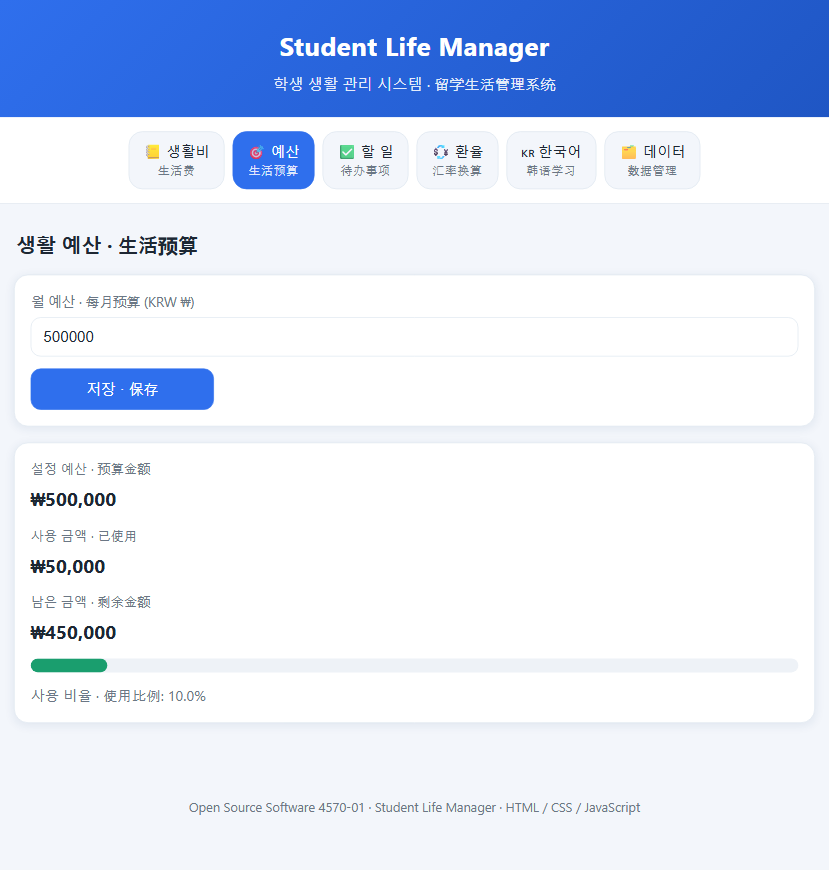 Student Life Manager
학생 생활 관리 시스템 · 留学生活管理系统
생활비
生活费
예산
生活预算
할 일
待办事项
환율
汇率换算
KR 한국어
韩语学习
데이터
数据管理
생활 예산 · 生活预算
월 예산 · 每月预算 (KRW ₩)
500000
저장 · 保存
설정 예산 · 预算金额
₩500,000
사용 금액 · 已使用
₩50,000
남은 금액 · 剩余金额
₩450,000
사용 비율 · 使用比例: 10.0%
Open Source Software 4570-01 · Student Life Manager · HTML / CSS / JavaScript